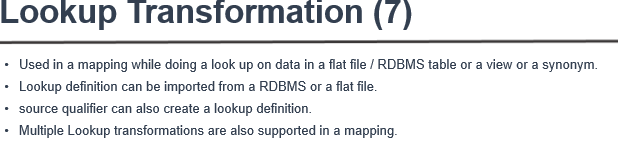 Lookup Transformation (7)
• Used in a mapping while doing a look up on data in a flat file / RDBMS table or a view or a synonym.
• Lookup definition can be imported from a RDBMS or a flat file.
• source qualifier can also create a lookup definition.
• Multiple Lookup transformations are also supported in a mapping.